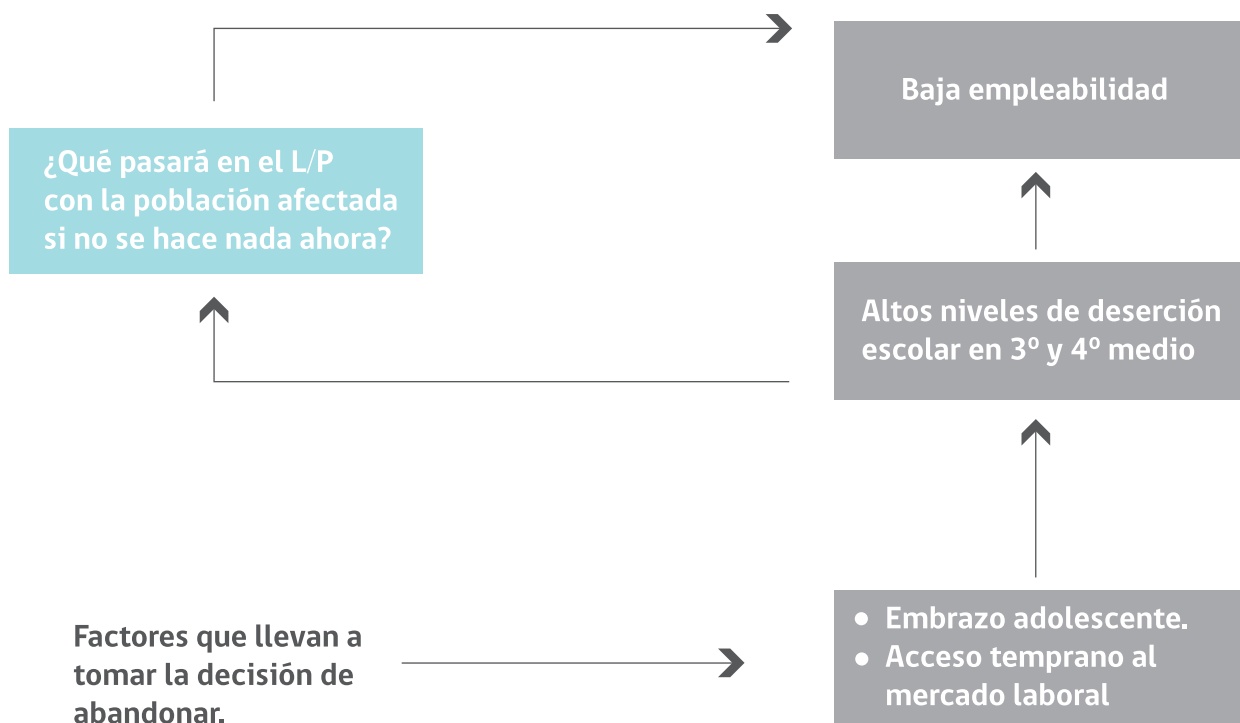 Baja empleabilidad
¿Qué pasará en el L/P
con la población afectada
si no se hace nada ahora?
Altos niveles de deserción
escolar en 3º y 4º medio
Factores que llevan a
tomar la decisión de
abandonar.
● Embrazo adolescente.
● Acceso temprano al
mercado laboral